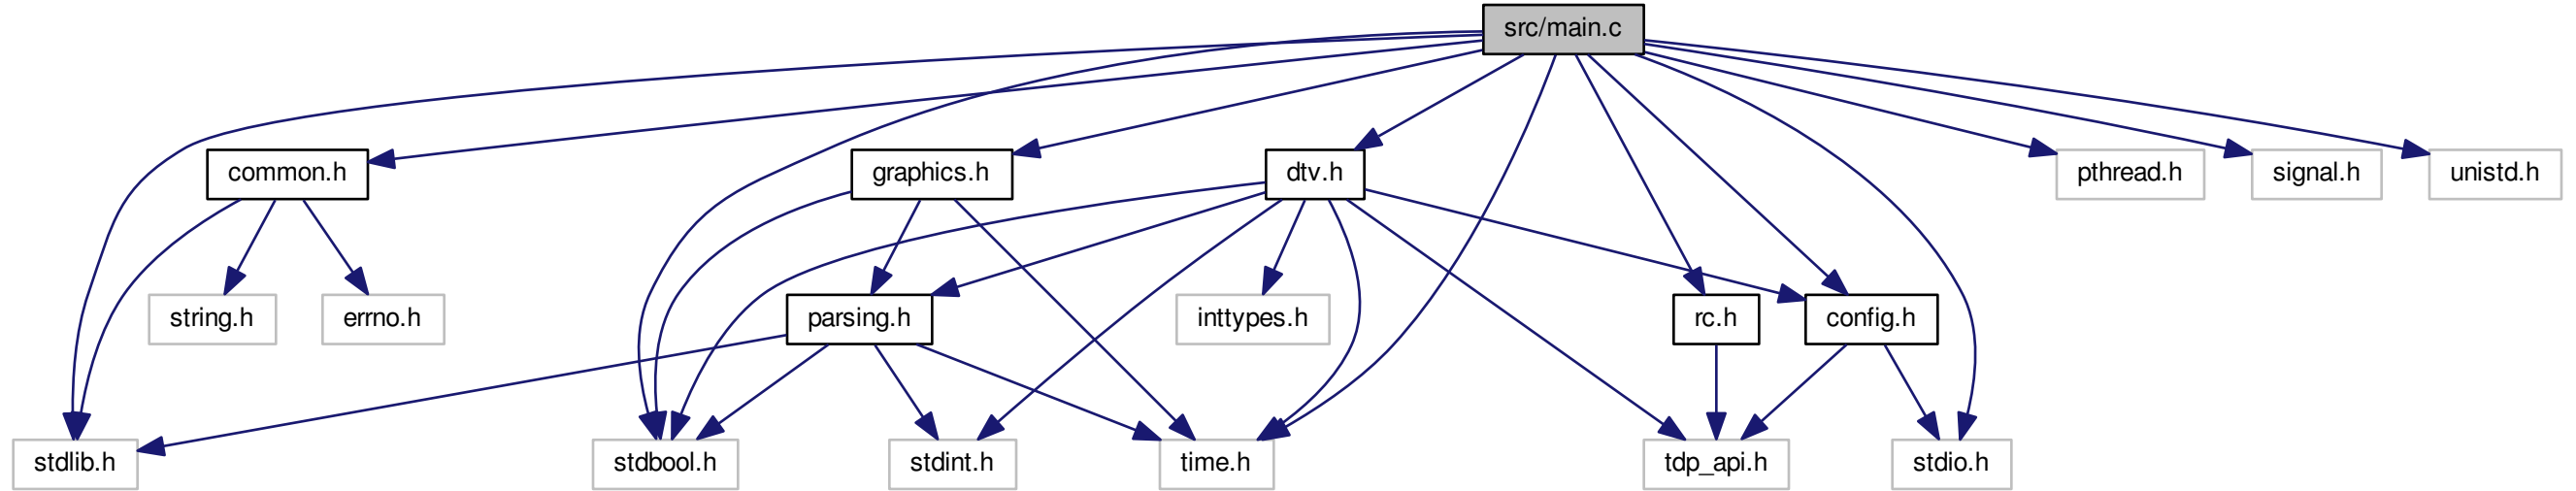 src/main.c
common.h
graphics.h
dtv.h
pthread.h
signal.h
unistd.h
string.h
errno.h
parsing.h
inttypes.h
rc.h
config.h
stdlib.h
stdbool.h
stdint.h
time.h
tdp_api.h
stdio.h